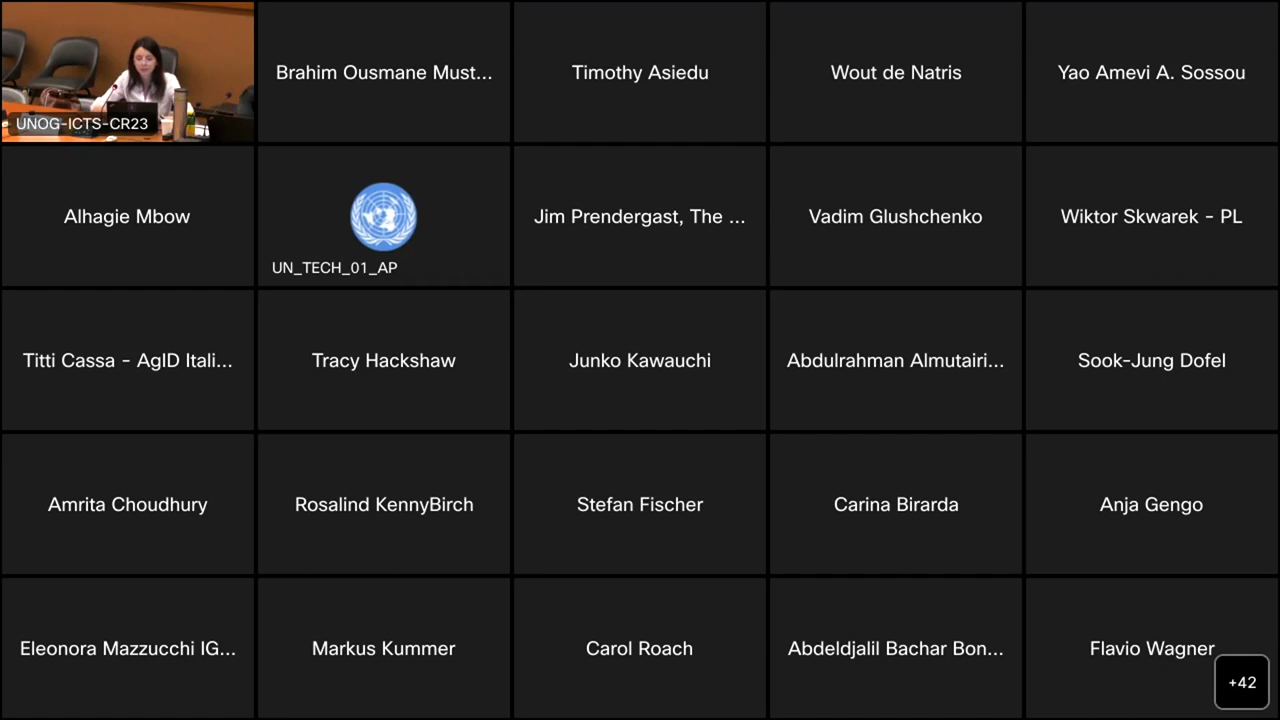 UNOG-ICTS-CR23
Brahim Ousmane Must...
Timothy Asiedu
Wout de Natris
Yao Amevi A. Sossou
Alhagie Mbow
UN_TECH_01_AP
Jim Prendergast, The ...
Vadim Glushchenko
Wiktor Skwarek - PL
Titti Cassa - AgID Itali...
Tracy Hackshaw
Junko Kawauchi
Abdulrahman Almutairi...
Sook-Jung Dofel
Amrita Choudhury
Rosalind KennyBirch
Stefan Fischer
Carina Birarda
Anja Gengo
Eleonora Mazzucchi IG...
Markus Kummer
Carol Roach
Abdeldjalil Bachar Bon...
Flavio Wagner
+42